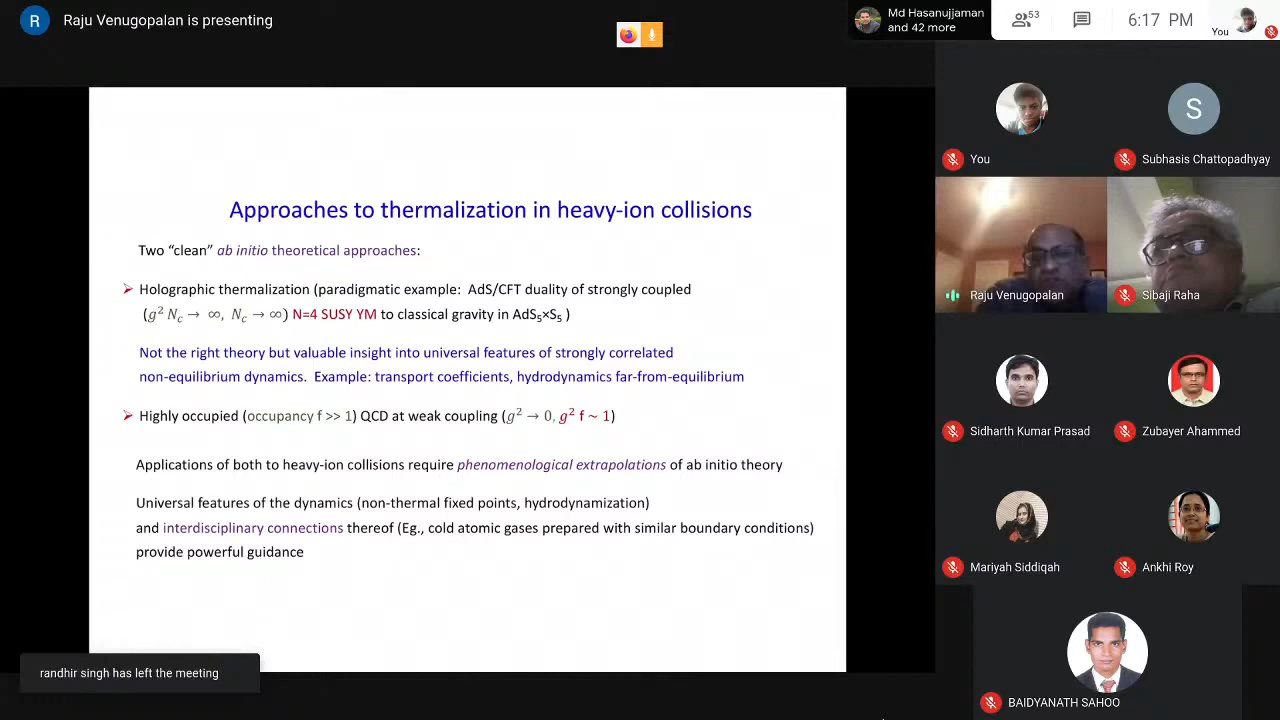 R Raju Venugopalan is presenting
Md Hasanujjaman
and 42 more
53
6:17 PM
You
Approaches to thermalization in heavy-ion collisions
Two “clean” ab initio theoretical approaches:
➢ Holographic thermalization (paradigmatic example: AdS/CFT duality of strongly coupled
(g² N_c → ∞, N_c → ∞) N=4 SUSY YM to classical gravity in AdS₅×S₅ )
Not the right theory but valuable insight into universal features of strongly correlated
non-equilibrium dynamics. Example: transport coefficients, hydrodynamics far-from-equilibrium
➢ Highly occupied (occupancy f >> 1) QCD at weak coupling (g² → 0, g² f ~ 1)
Applications of both to heavy-ion collisions require phenomenological extrapolations of ab initio theory
Universal features of the dynamics (non-thermal fixed points, hydrodynamization)
and interdisciplinary connections thereof (Eg., cold atomic gases prepared with similar boundary conditions)
provide powerful guidance
randhir singh has left the meeting
You
S
Subhasis Chattopadhyay
Raju Venugopalan
Sibaji Raha
Sidharth Kumar Prasad
Zubayer Ahammed
Mariyah Siddiqah
Ankhi Roy
BAIDYANATH SAHOO